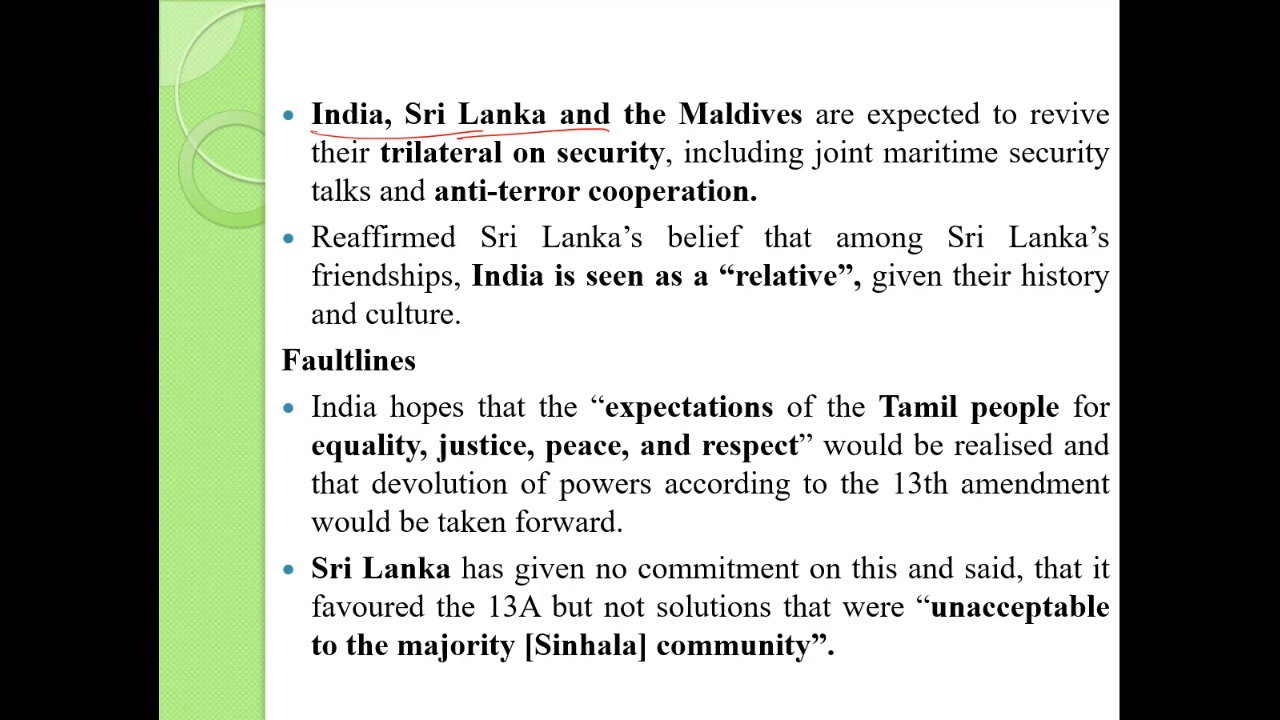 India, Sri Lanka and the Maldives are expected to revive
their trilateral on security, including joint maritime security
talks and anti-terror cooperation.
Reaffirmed Sri Lanka’s belief that among Sri Lanka’s
friendships, India is seen as a “relative”, given their history
and culture.
Faultlines
India hopes that the “expectations of the Tamil people for
equality, justice, peace, and respect” would be realised and
that devolution of powers according to the 13th amendment
would be taken forward.
Sri Lanka has given no commitment on this and said, that it
favoured the 13A but not solutions that were “unacceptable
to the majority [Sinhala] community”.